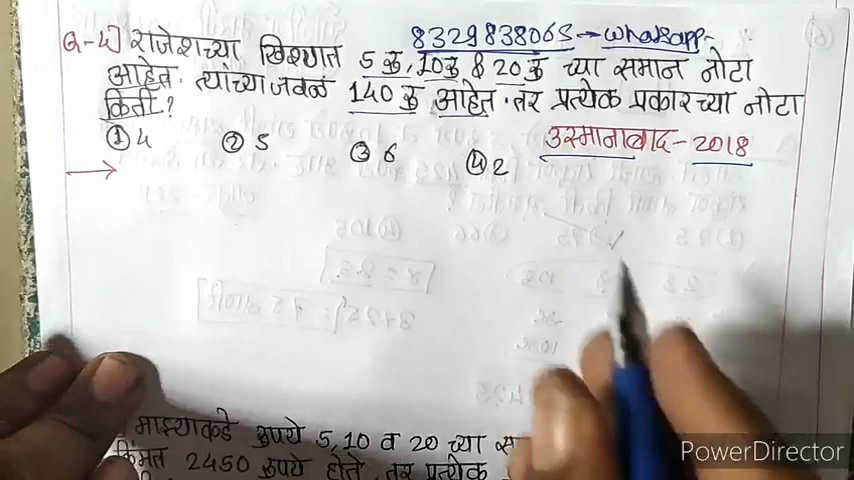 8329838065 → whatsapp -
Q-4] राजेशच्या खिश्यात 5 रू, 10 रू & 20 रू च्या समान नोटा
आहेत. त्यांच्याजवळ 140 रू आहेत. तर प्रत्येक प्रकारच्या नोटा
किती?
उस्मानाबाद - 2018
① 4 ② 5 ③ 6 ④ 2
माझ्याकडे रुपये 5, 10 व 20 च्या
किंमत 2450 रुपये होते, तर प्रत्येक
PowerDirector